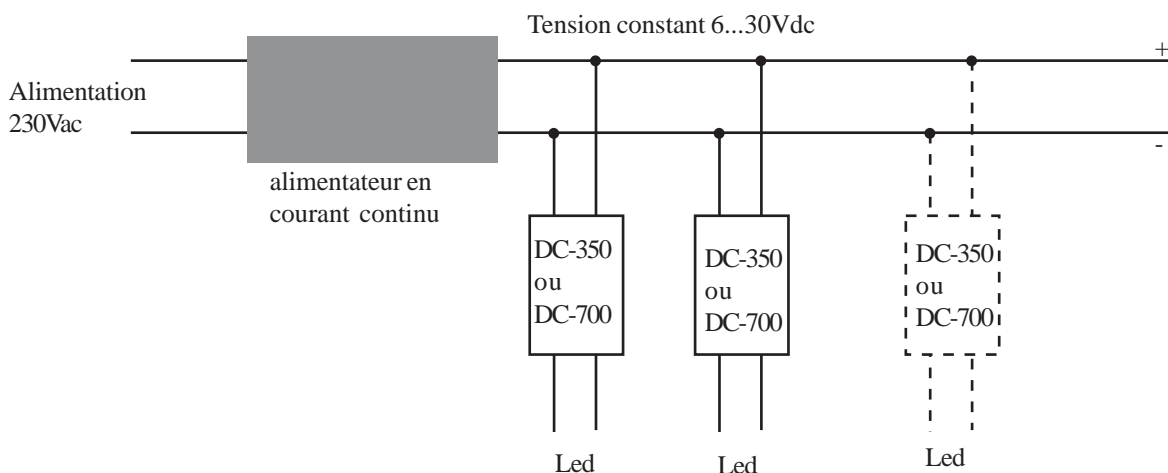 Tension constant 6...30Vdc
+
Alimentation
230Vac
-
alimentateur en
courant continu
DC-350
ou
DC-700
DC-350
ou
DC-700
DC-350
ou
DC-700
Led
Led
Led